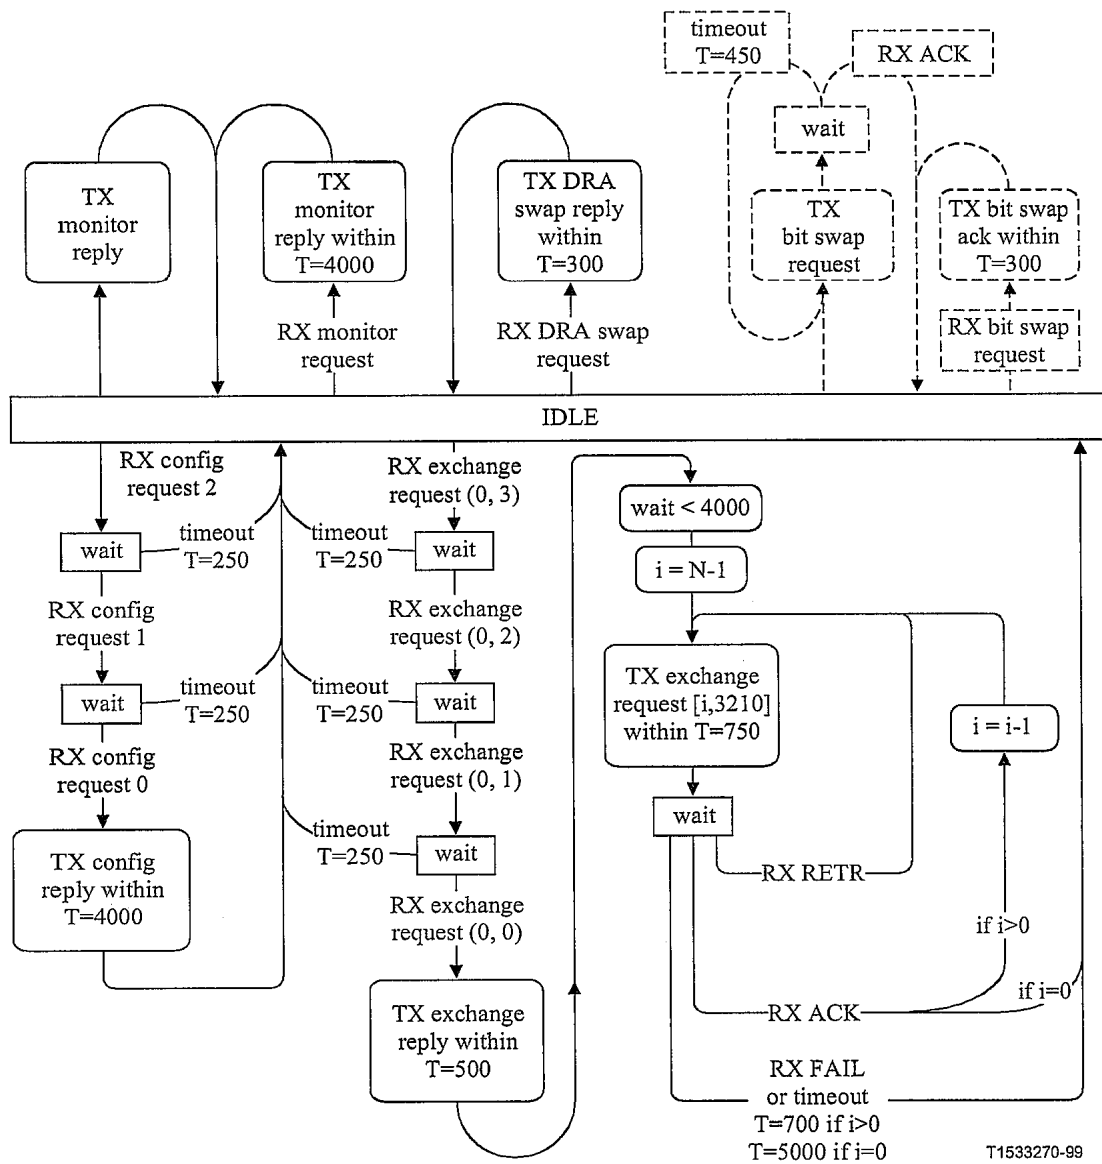 timeout
T=450
RX ACK
wait
TX
monitor
reply
TX
monitor
reply within
T=4000
TX DRA
swap reply
within
T=300
TX
bit swap
request
TX bit swap
ack within
T=300
RX monitor
request
RX DRA swap
request
RX bit swap
request
IDLE
RX config
request 2
wait
timeout
T=250
RX config
request 1
wait
timeout
T=250
RX config
request 0
TX config
reply within
T=4000
RX exchange
request (0, 3)
timeout
T=250
wait
RX exchange
request (0, 2)
timeout
T=250
wait
RX exchange
request (0, 1)
timeout
T=250
wait
RX exchange
request (0, 0)
TX exchange
reply within
T=500
wait < 4000
i = N-1
TX exchange
request [i,3210]
within T=750
i = i-1
wait
RX RETR
if i>0
if i=0
RX ACK
RX FAIL
or timeout
T=700 if i>0
T=5000 if i=0
T1533270-99